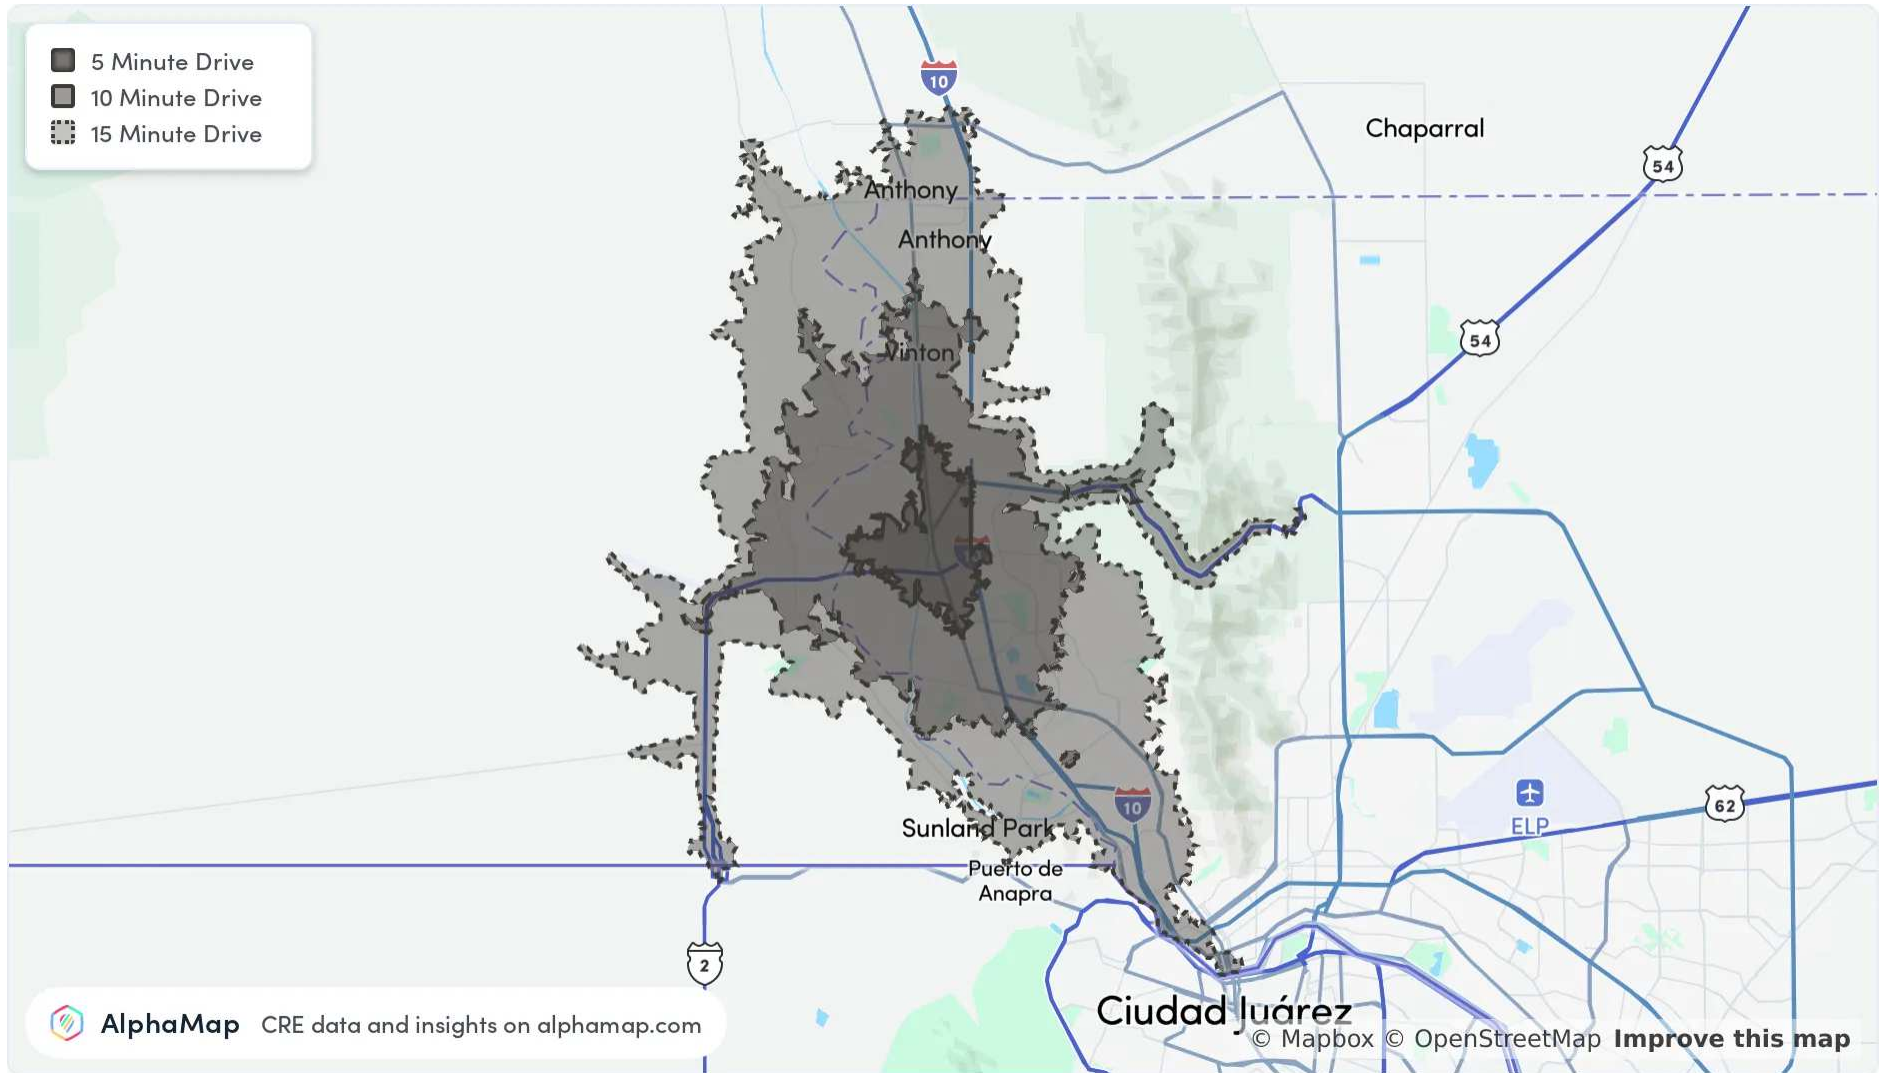 5 Minute Drive
10 Minute Drive
15 Minute Drive
10
Chaparral
54
Anthony
Anthony
54
Vinton
10
62
ELP
Sunland Park
Puerto de
Anapra
2
Ciudad Juárez
AlphaMap CRE data and insights on alphamap.com
© Mapbox © OpenStreetMap Improve this map